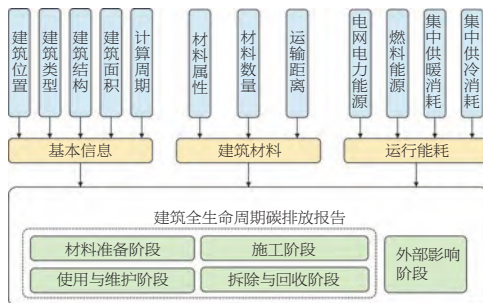 建筑位置
建筑类型
建筑结构
建筑面积
计算周期
材料属性
材料数量
运输距离
电网电力能源
燃料能源
集中供暖消耗
集中供冷消耗
基本信息
建筑材料
运行能耗
建筑全生命周期碳排放报告
材料准备阶段
施工阶段
使用与维护阶段
拆除与回收阶段
外部影响
阶段